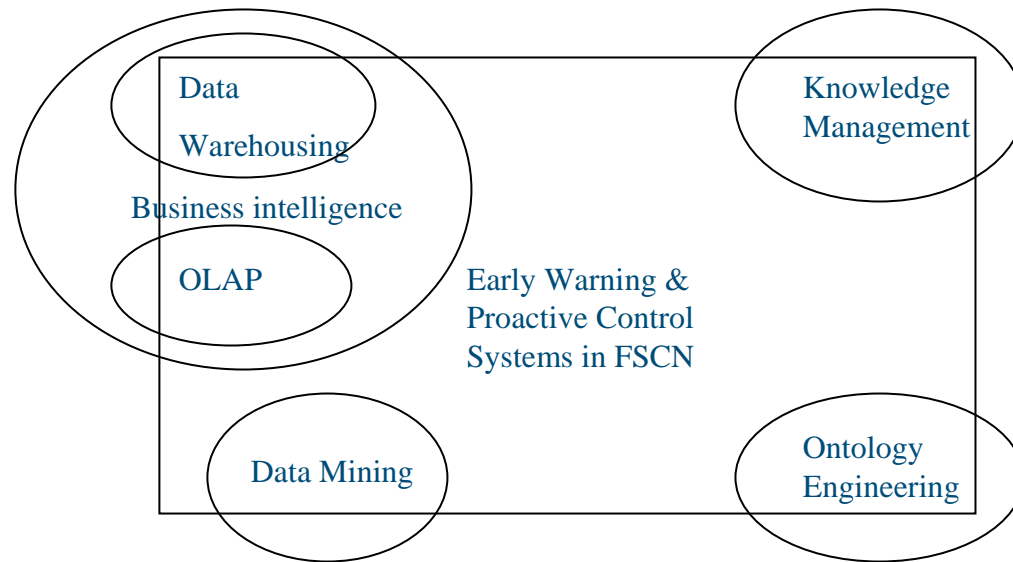 Data
Warehousing
Business intelligence
OLAP
Knowledge
Management
Early Warning &
Proactive Control
Systems in FSCN
Data Mining
Ontology
Engineering